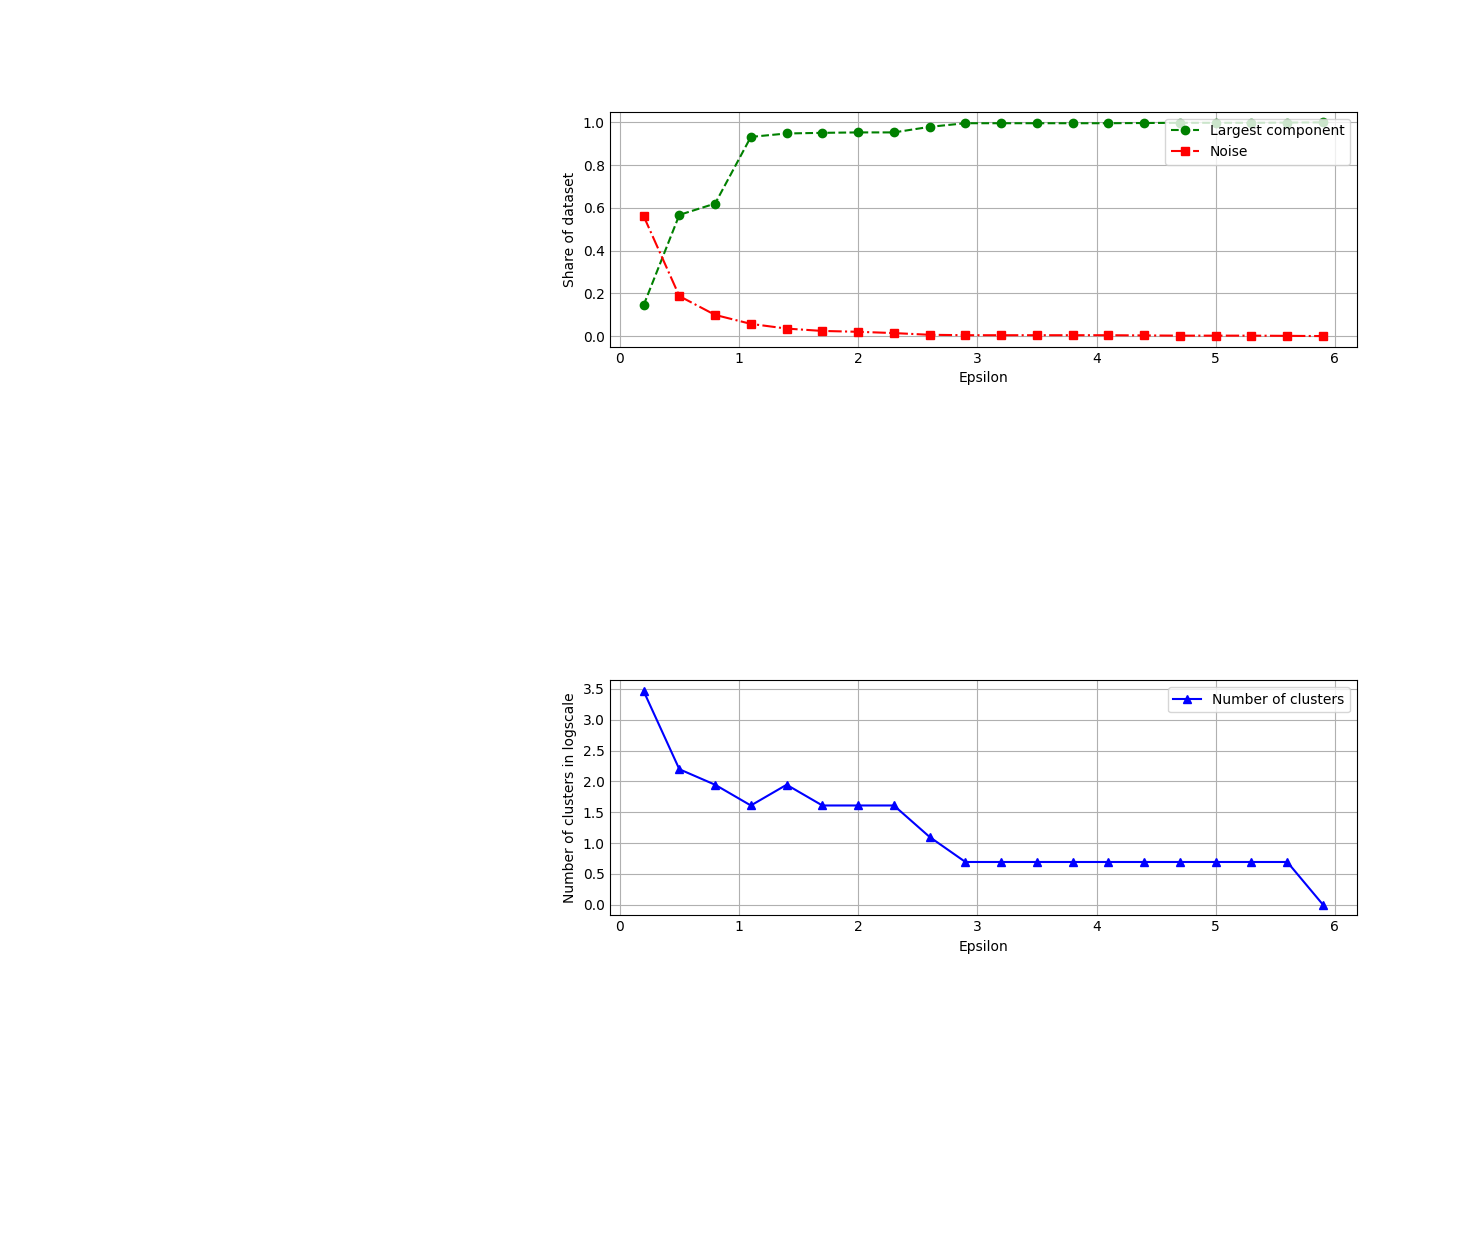 1.0
0.8
0.6
0.4
0.2
0.0
Share of dataset
Largest component
Noise
0 1 2 3 4 5 6
Epsilon
3.5
3.0
2.5
2.0
1.5
1.0
0.5
0.0
Number of clusters in logscale
Number of clusters
0 1 2 3 4 5 6
Epsilon